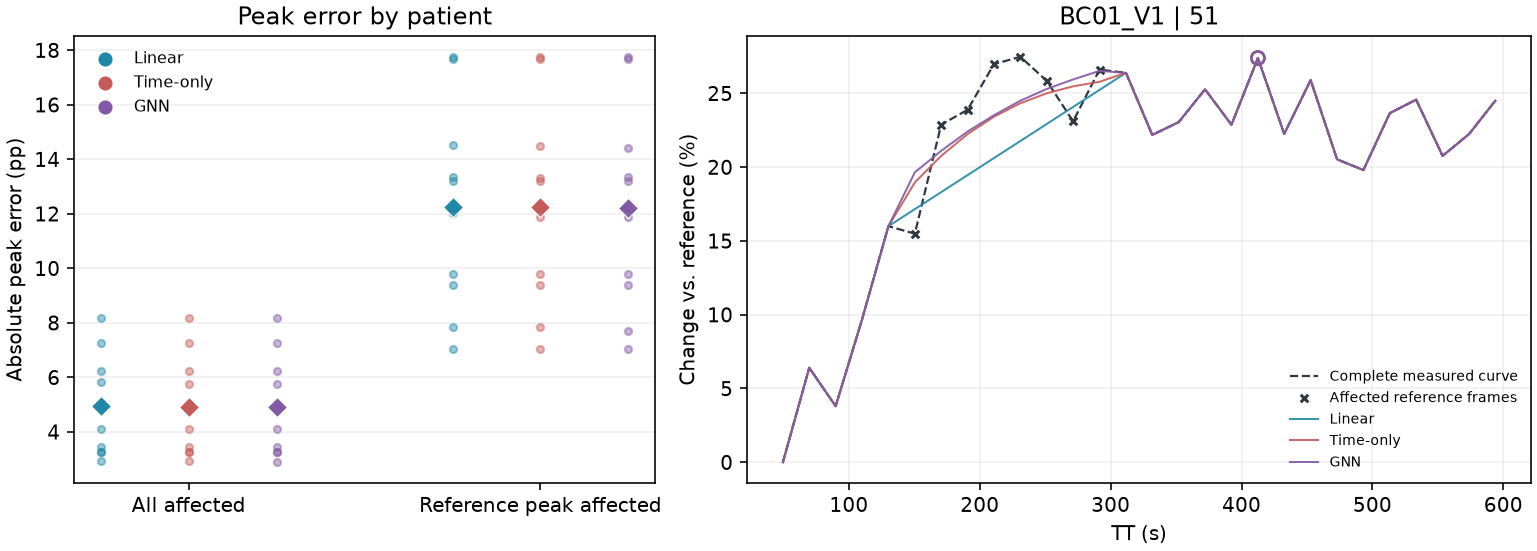 Peak error by patient
Absolute peak error (pp)
18
16
14
12
10
8
6
4
Linear
Time-only
GNN
All affected
Reference peak affected
BC01_V1 | 51
Change vs. reference (%)
25
20
15
10
5
0
Complete measured curve
Affected reference frames
Linear
Time-only
GNN
100
200
300
400
500
600
TT (s)